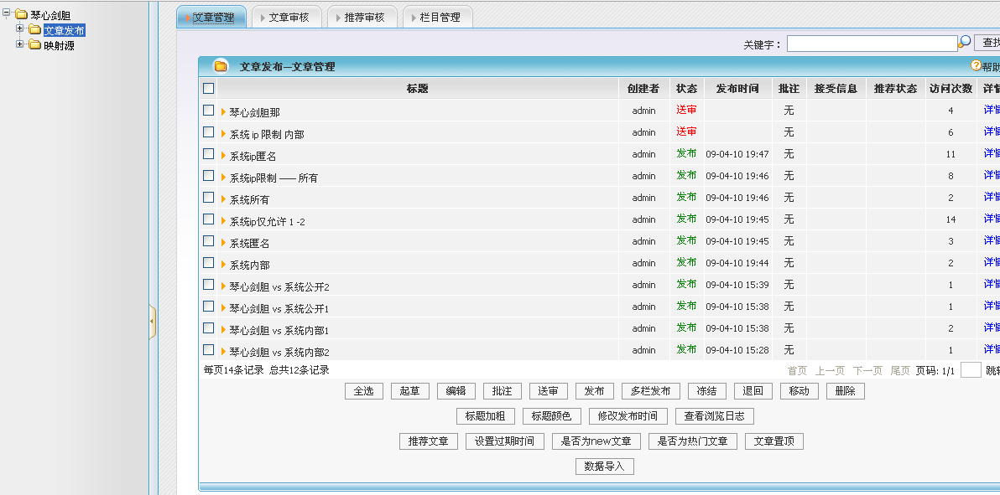 琴心剑胆
文章发布
映射源
文章管理 文章审核 推荐审核 栏目管理
关键字： 查找
文章发布—文章管理 帮助
标题 创建者 状态 发布时间 批注 接受信息 推荐状态 访问次数 详情
琴心剑胆那 admin 送审 无 4 详情
系统 ip 限制 内部 admin 送审 无 6 详情
系统ip匿名 admin 发布 09-04-10 19:47 无 11 详情
系统ip限制 —— 所有 admin 发布 09-04-10 19:46 无 8 详情
系统所有 admin 发布 09-04-10 19:46 无 2 详情
系统ip仅允许 1 -2 admin 发布 09-04-10 19:45 无 14 详情
系统匿名 admin 发布 09-04-10 19:45 无 3 详情
系统内部 admin 发布 09-04-10 19:44 无 2 详情
琴心剑胆 vs 系统公开2 admin 发布 09-04-10 15:39 无 1 详情
琴心剑胆 vs 系统公开1 admin 发布 09-04-10 15:38 无 1 详情
琴心剑胆 vs 系统内部1 admin 发布 09-04-10 15:38 无 2 详情
琴心剑胆 vs 系统内部2 admin 发布 09-04-10 15:28 无 1 详情
每页14条记录 总共12条记录 首页 上一页 下一页 尾页 页码: 1/1 跳转
全选 起草 编辑 批注 送审 发布 多栏发布 冻结 退回 移动 删除
标题加粗 标题颜色 修改发布时间 查看浏览日志
推荐文章 设置过期时间 是否为new文章 是否为热门文章 文章置顶
数据导入